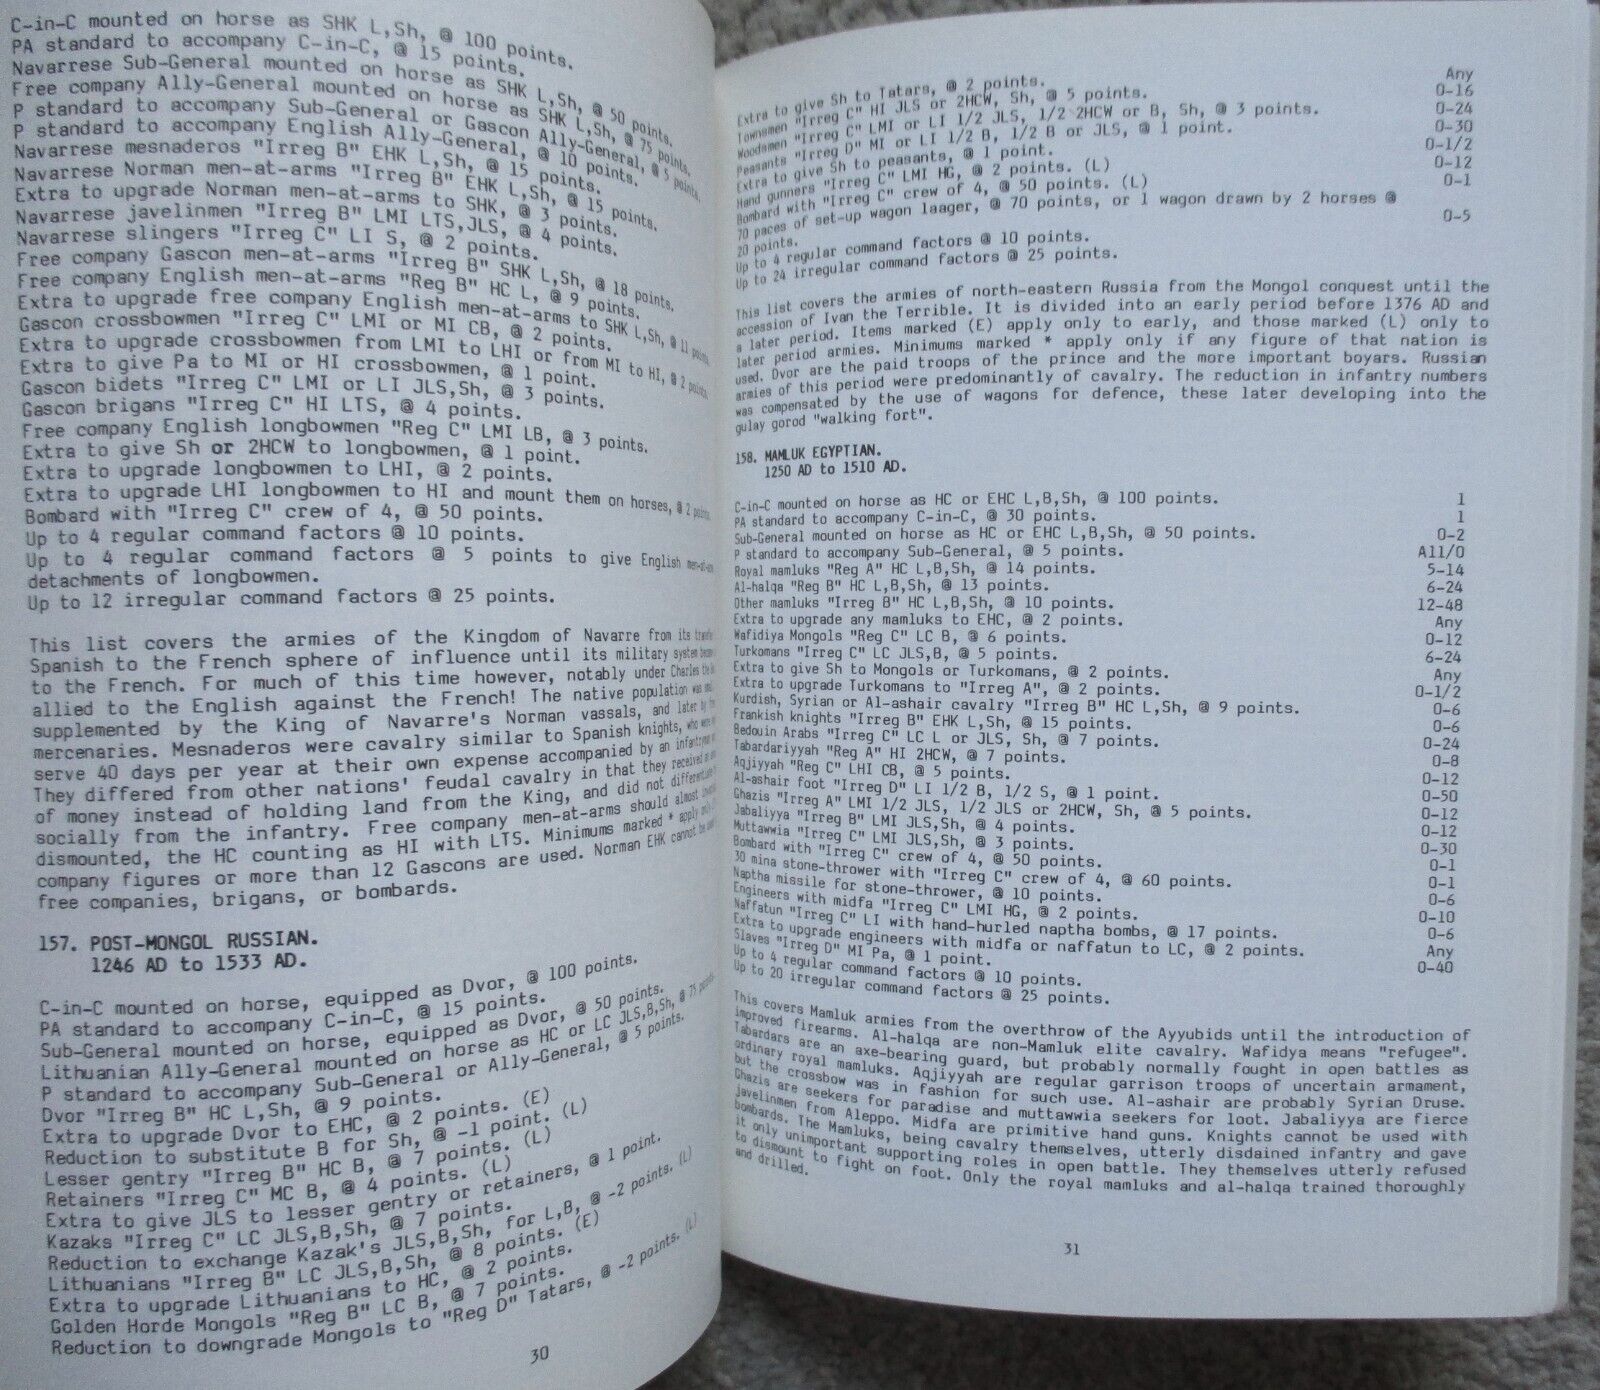 C-in-C mounted on horse as SHK L,Sh, @ 100 points.
PA standard to accompany C-in-C, @ 15 points.
Navarrese Sub-General mounted on horse as SHK L,Sh, @ 50 points.
Free company Ally-General mounted on horse as SHK L,Sh, @ 75 points.
P standard to accompany Sub-General or Gascon Ally-General, @ 5 points.
P standard to accompany English Ally-General, @ 10 points.
Navarrese mesnaderos "Irreg B" EHK L,Sh, @ 15 points.
Navarrese Norman men-at-arms "Irreg B" EHK L,Sh, @ 15 points.
Extra to upgrade Norman men-at-arms to SHK, @ 3 points.
Navarrese javelinmen "Irreg B" LMI LTS,JLS, @ 4 points.
Navarrese slingers "Irreg C" LI S, @ 2 points.
Free company Gascon men-at-arms "Irreg B" SHK L,Sh, @ 18 points.
Free company English men-at-arms "Reg B" HC L, @ 9 points.
Extra to upgrade free company English men-at-arms to SHK L,Sh, @ 11 points.
Gascon crossbowmen "Irreg C" LMI or MI CB, @ 2 points.
Extra to upgrade crossbowmen from LMI to LHI or from MI to HI, @ 2 points.
Extra to give Pa to MI or HI crossbowmen, @ 1 point.
Gascon bidets "Irreg C" LMI or LI JLS,Sh, @ 3 points.
Gascon brigans "Irreg C" HI LTS, @ 4 points.
Free company English longbowmen "Reg C" LMI LB, @ 3 points.
Extra to give Sh or 2HCW to longbowmen, @ 1 point.
Extra to upgrade longbowmen to LHI, @ 2 points.
Extra to upgrade LHI longbowmen to HI and mount them on horses, @ 2 points.
Bombard with "Irreg C" crew of 4, @ 50 points.
Up to 4 regular command factors @ 10 points.
Up to 4 regular command factors @ 5 points to give English men-at-arms
detachments of longbowmen.
Up to 12 irregular command factors @ 25 points.
This list covers the armies of the Kingdom of Navarre from its
Spanish to the French sphere of influence until its military system
to the French. For much of this time however, notably under Charles the
allied to the English against the French! The native population was
supplemented by the King of Navarre's Norman vassals, and later by
mercenaries. Mesnaderos were cavalry similar to Spanish knights, who were
serve 40 days per year at their own expense accompanied by an infantryman
They differed from other nations' feudal cavalry in that they received
of money instead of holding land from the King, and did not differentiate
socially from the infantry. Free company men-at-arms should almost
dismounted, the HC counting as HI with LTS. Minimums marked * apply
company figures or more than 12 Gascons are used. Norman EHK cannot be
free companies, brigans, or bombards.
157. POST-MONGOL RUSSIAN.
1246 AD to 1533 AD.
C-in-C mounted on horse, equipped as Dvor, @ 100 points.
PA standard to accompany C-in-C, @ 15 points.
Sub-General mounted on horse, equipped as Dvor, @ 50 points.
Lithuanian Ally-General mounted on horse as HC or LC JLS,B,Sh, @ 75 points
P standard to accompany Sub-General or Ally-General, @ 5 points.
Dvor "Irreg B" HC L,Sh, @ 9 points.
Extra to upgrade Dvor to EHC, @ 2 points. (E)
Reduction to substitute B for Sh, @ -1 point. (L)
Lesser gentry "Irreg B" HC B, @ 7 points. (L)
Retainers "Irreg C" MC B, @ 4 points. (L)
Extra to give JLS to lesser gentry or retainers, @ 1 point.
Kazaks "Irreg C" LC JLS,B,Sh, @ 7 points.
Reduction to exchange Kazak's JLS,B,Sh, for L,B, @ -2 points. (L)
Lithuanians "Irreg B" LC JLS,B,Sh, @ 8 points. (E)
Extra to upgrade Lithuanians to HC, @ 2 points.
Golden Horde Mongols "Reg B" LC B, @ 7 points.
Reduction to downgrade Mongols to "Reg D" Tatars, @ -2 points. (L)
30
Extra to give Sh to Tatars, @ 2 points. Any
Townsmen "Irreg C" HI JLS or 2HCW, Sh, @ 5 points. 0-16
Woodsmen "Irreg C" LMI or LI 1/2 JLS, 1/2 2HCW or B, Sh, @ 3 points. 0-24
Peasants "Irreg D" MI or LI 1/2 B, 1/2 B or JLS, @ 1 point. 0-30
Extra to give Sh to peasants, @ 1 point. 0-1/2
Hand gunners "Irreg C" LMI HG, @ 2 points. (L) 0-12
Bombard with "Irreg C" crew of 4, @ 50 points. (L) 0-1
70 paces of set-up wagon laager, @ 70 points, or 1 wagon drawn by 2 horses @
20 points. 0-5
Up to 4 regular command factors @ 10 points.
Up to 24 irregular command factors @ 25 points.
This list covers the armies of north-eastern Russia from the Mongol conquest until the
accession of Ivan the Terrible. It is divided into an early period before 1376 AD and
a later period. Items marked (E) apply only to early, and those marked (L) only to
later period armies. Minimums marked * apply only if any figure of that nation is
used. Dvor are the paid troops of the prince and the more important boyars. Russian
armies of this period were predominantly of cavalry. The reduction in infantry numbers
was compensated by the use of wagons for defence, these later developing into the
gulay gorod "walking fort".
158. MAMLUK EGYPTIAN.
1250 AD to 1510 AD.
C-in-C mounted on horse as HC or EHC L,B,Sh, @ 100 points. 1
PA standard to accompany C-in-C, @ 30 points. 1
Sub-General mounted on horse as HC or EHC L,B,Sh, @ 50 points. 0-2
P standard to accompany Sub-General, @ 5 points. All/0
Royal mamluks "Reg A" HC L,B,Sh, @ 14 points. 5-14
Al-halqa "Reg B" HC L,B,Sh, @ 13 points. 6-24
Other mamluks "Irreg B" HC L,B,Sh, @ 10 points. 12-48
Extra to upgrade any mamluks to EHC, @ 2 points. Any
Wafidiya Mongols "Reg C" LC B, @ 6 points. 0-12
Turkomans "Irreg C" LC JLS,B, @ 5 points. 6-24
Extra to give Sh to Mongols or Turkomans, @ 2 points. Any
Extra to upgrade Turkomans to "Irreg A", @ 2 points. 0-1/2
Kurdish, Syrian or Al-ashair cavalry "Irreg B" HC L,Sh, @ 9 points. 0-6
Frankish knights "Irreg B" EHK L,Sh, @ 15 points. 0-6
Bedouin Arabs "Irreg C" LC L or JLS, Sh, @ 7 points. 0-24
Tabardariyyah "Reg A" HI 2HCW, @ 7 points. 0-8
Aqjiyyah "Reg C" LHI CB, @ 5 points. 0-12
Al-ashair foot "Irreg D" LI 1/2 B, 1/2 S, @ 1 point. 0-50
Ghazis "Irreg A" LMI 1/2 JLS, 1/2 JLS or 2HCW, Sh, @ 5 points. 0-12
Jabaliyya "Irreg B" LMI JLS,Sh, @ 4 points. 0-12
Muttawwia "Irreg C" LMI JLS,Sh, @ 3 points. 0-30
Bombard with "Irreg C" crew of 4, @ 50 points. 0-1
30 mina stone-thrower with "Irreg C" crew of 4, @ 60 points. 0-1
Naptha missile for stone-thrower, @ 10 points. 0-6
Engineers with midfa "Irreg C" LMI HG, @ 2 points. 0-10
Naffatun "Irreg C" LI with hand-hurled naptha bombs, @ 17 points. 0-6
Extra to upgrade engineers with midfa or naffatun to LC, @ 2 points. Any
Slaves "Irreg D" MI Pa, @ 1 point. 0-40
Up to 4 regular command factors @ 10 points.
Up to 20 irregular command factors @ 25 points.
This covers Mamluk armies from the overthrow of the Ayyubids until the introduction of
improved firearms. Al-halqa are non-Mamluk elite cavalry. Wafidya means "refugee".
Tabardars are an axe-bearing guard, but probably normally fought in open battles as
ordinary royal mamluks. Aqjiyyah are regular garrison troops of uncertain armament,
but the crossbow was in fashion for such use. Al-ashair are probably Syrian Druse.
Ghazis are seekers for paradise and muttawwia seekers for loot. Jabaliyya are fierce
javelinmen from Aleppo. Midfa are primitive hand guns. Knights cannot be used with
bombards. The Mamluks, being cavalry themselves, utterly disdained infantry and gave
it only unimportant supporting roles in open battle. They themselves utterly refused
to dismount to fight on foot. Only the royal mamluks and al-halqa trained thoroughly
and drilled.
31